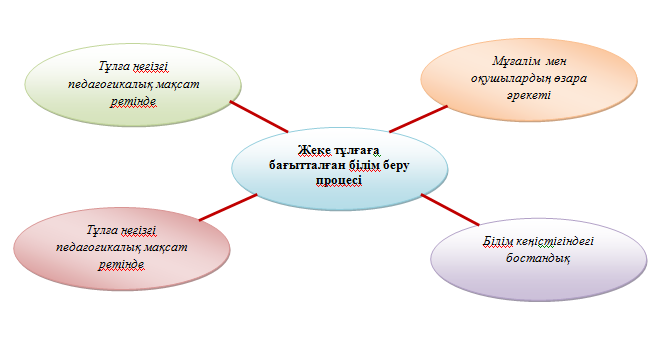 Тұлға негізгі
педагогикалық мақсат
ретінде
Мұғалім мен
оқушылардың өзара
әрекеті
Жеке тұлғаға
бағытталған білім беру
процесі
Тұлға негізгі
педагогикалық мақсат
ретінде
Білім кеңістігіндегі
бостандық